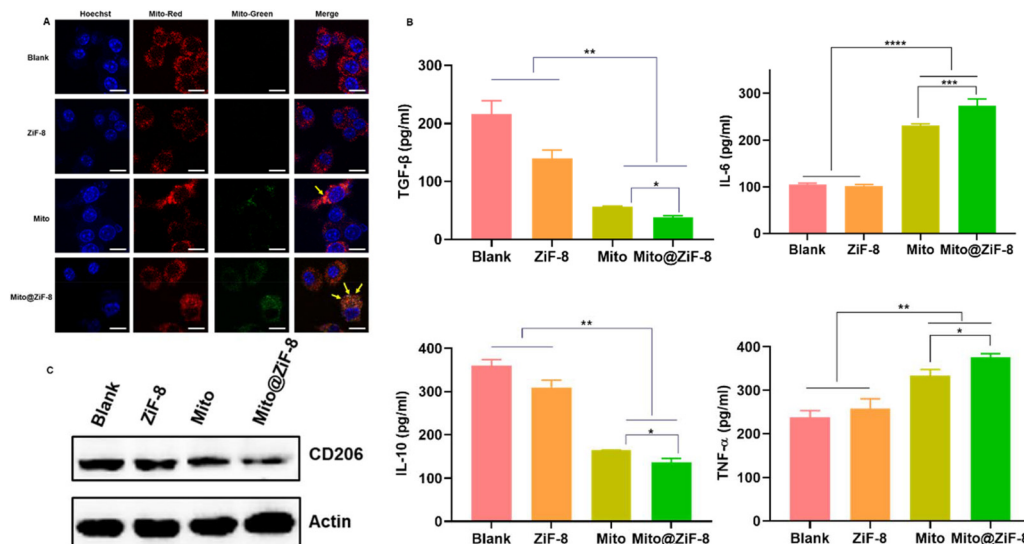 A
Hoechst
Mito-Red
Mito-Green
Merge
Blank
ZiF-8
Mito
Mito@ZiF-8
B
**
*
TGF-β (pg/ml)
300
200
100
0
Blank
ZiF-8
Mito
Mito@ZiF-8
****
***
IL-6 (pg/ml)
300
200
100
0
Blank
ZiF-8
Mito
Mito@ZiF-8
**
*
IL-10 (pg/ml)
400
300
200
100
0
Blank
ZiF-8
Mito
Mito@ZiF-8
**
*
TNF-α (pg/ml)
400
300
200
100
0
Blank
ZiF-8
Mito
Mito@ZiF-8
C
Blank
ZiF-8
Mito
Mito@ZiF-8
CD206
Actin